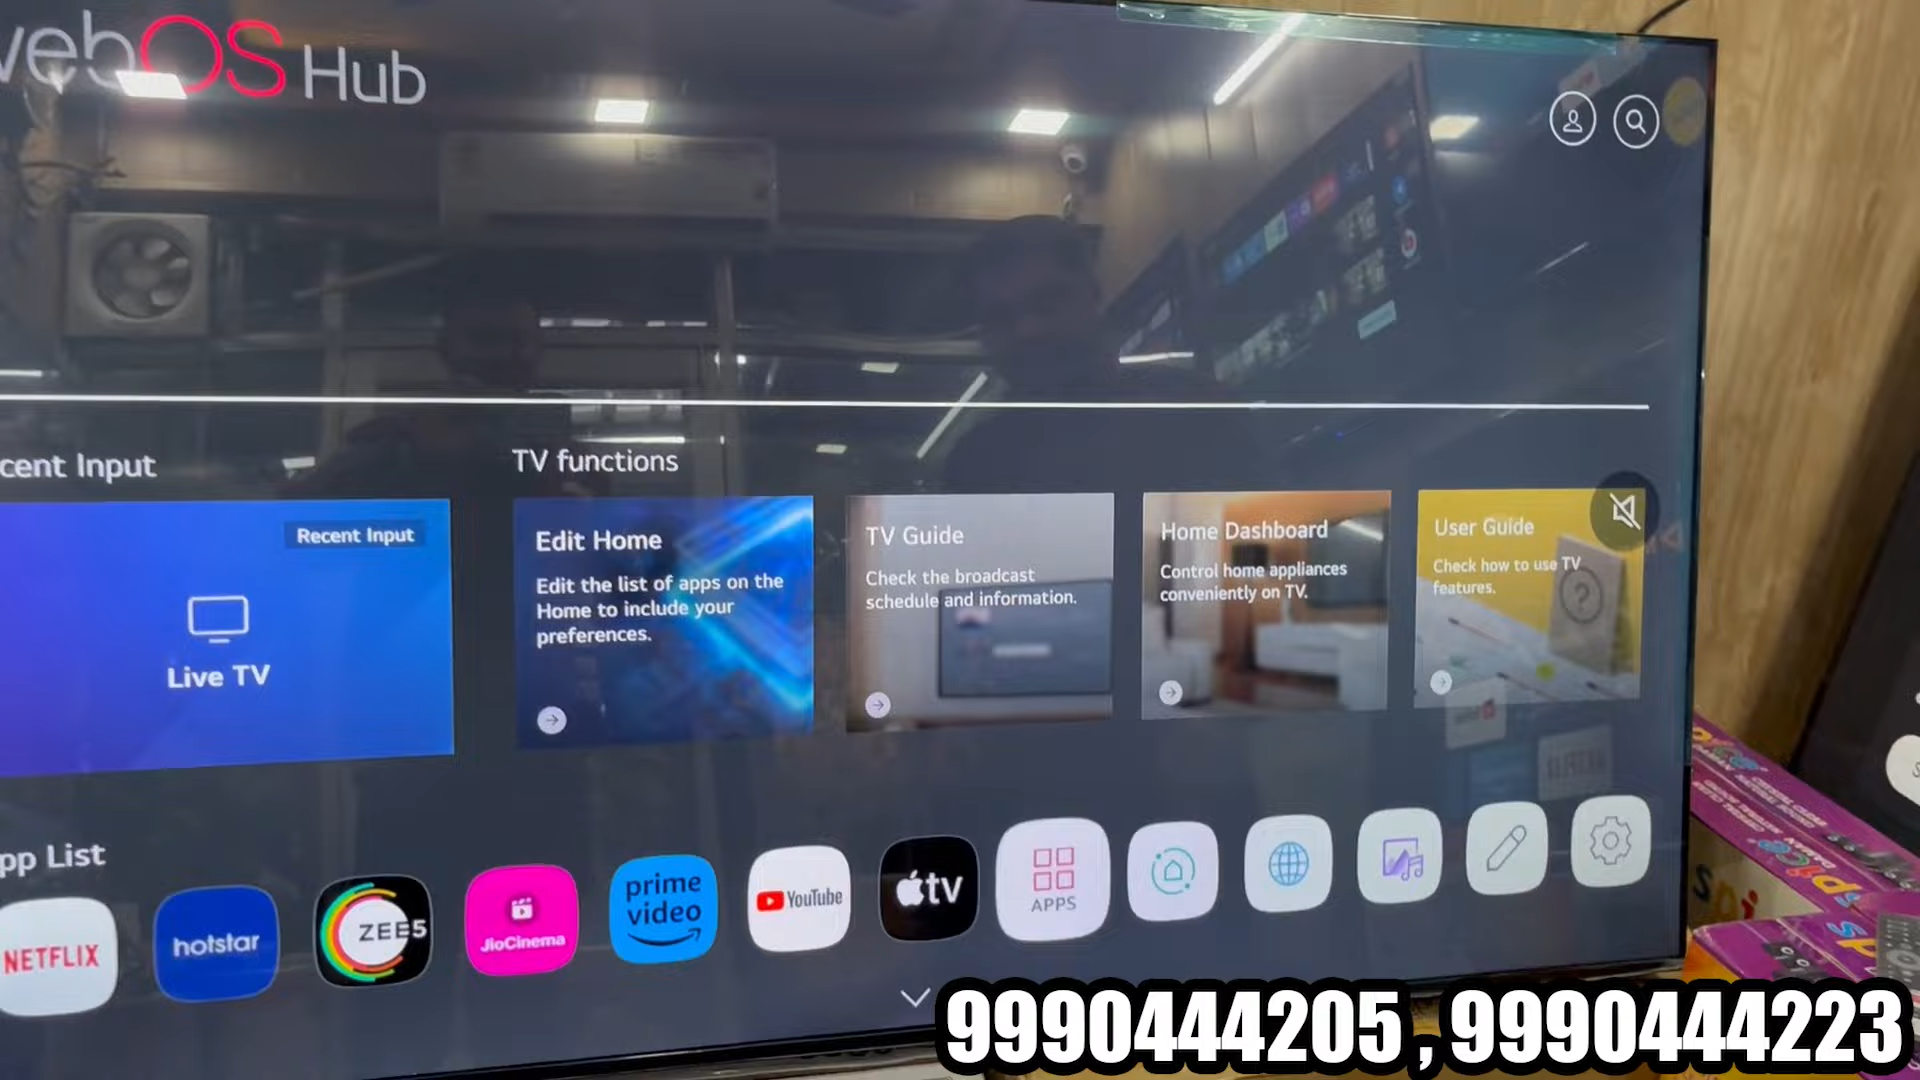 webOS Hub
cent Input
TV functions
Recent Input
Live TV
Edit Home
Edit the list of apps on the
Home to include your
preferences.
TV Guide
Check the broadcast
schedule and information.
Home Dashboard
Control home appliances
conveniently on TV.
User Guide
Check how to use TV
features.
pp List
NETFLIX
hotstar
ZEE5
JioCinema
prime
video
YouTube
tv
APPS
9990444205, 9990444223